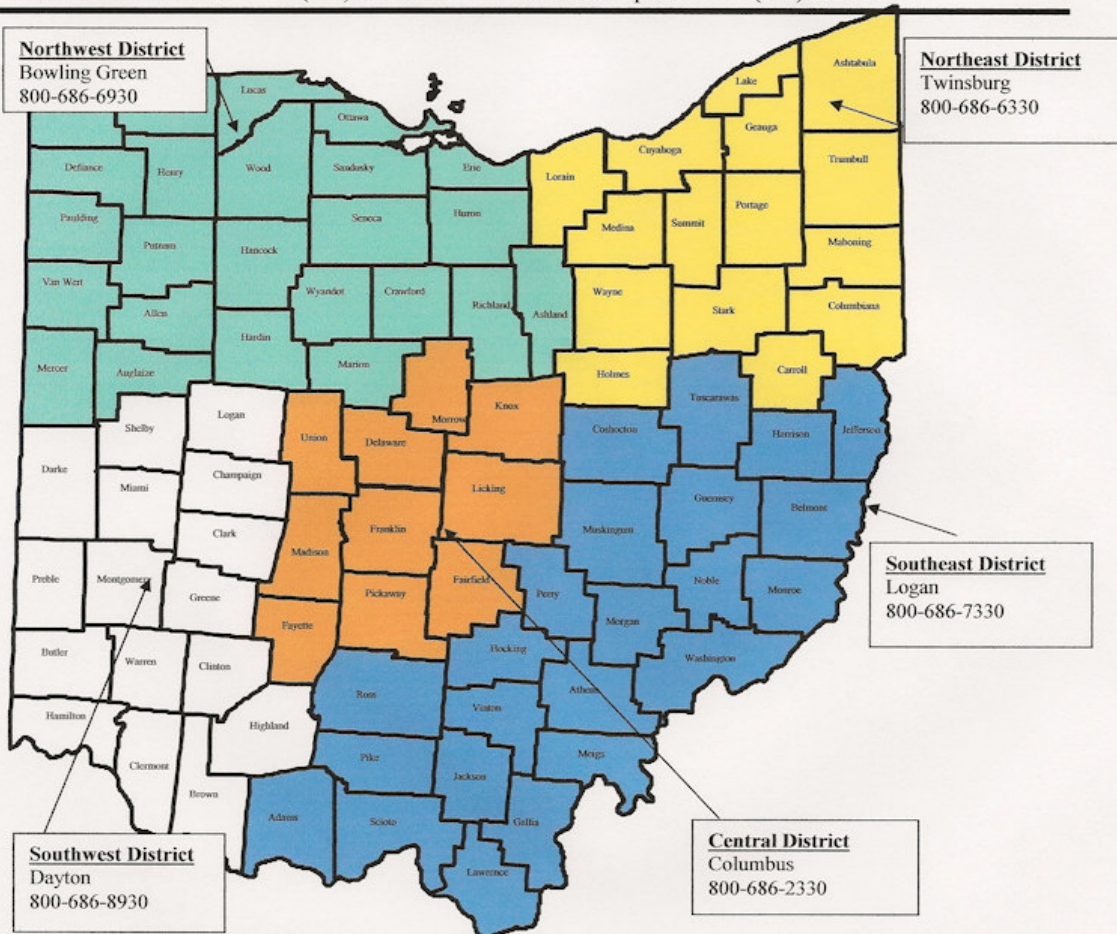 Northwest District
Bowling Green
800-686-6930
Northeast District
Twinsburg
800-686-6330
Lucas
Ottawa
Lake
Ashtabula
Geauga
Cuyahoga
Defiance
Henry
Wood
Sandusky
Erie
Lorain
Trumbull
Paulding
Seneca
Huron
Medina
Summit
Portage
Putnam
Hancock
Mahoning
Van Wert
Wyandot
Crawford
Richland
Ashland
Wayne
Stark
Columbiana
Allen
Hardin
Marion
Mercer
Auglaize
Holmes
Carroll
Logan
Morrow
Knox
Tuscarawas
Shelby
Union
Delaware
Coshocton
Harrison
Jefferson
Darke
Miami
Champaign
Licking
Guernsey
Belmont
Clark
Franklin
Muskingum
Madison
Preble
Montgomery
Greene
Pickaway
Fairfield
Perry
Noble
Monroe
Morgan
Fayette
Southeast District
Logan
800-686-7330
Butler
Warren
Clinton
Hocking
Washington
Ross
Athens
Vinton
Hamilton
Highland
Clermont
Pike
Meigs
Jackson
Brown
Adams
Scioto
Gallia
Lawrence
Southwest District
Dayton
800-686-8930
Central District
Columbus
800-686-2330